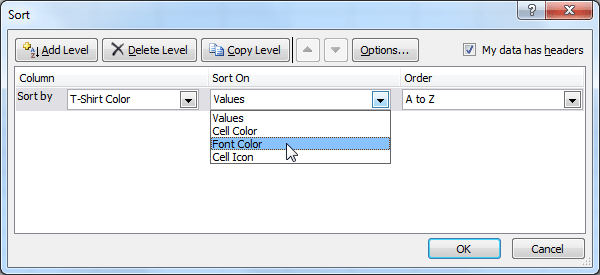 Sort
Add Level Delete Level Copy Level Options... My data has headers
Column Sort On Order
Sort by T-Shirt Color Values A to Z
Values
Cell Color
Font Color
Cell Icon
OK Cancel